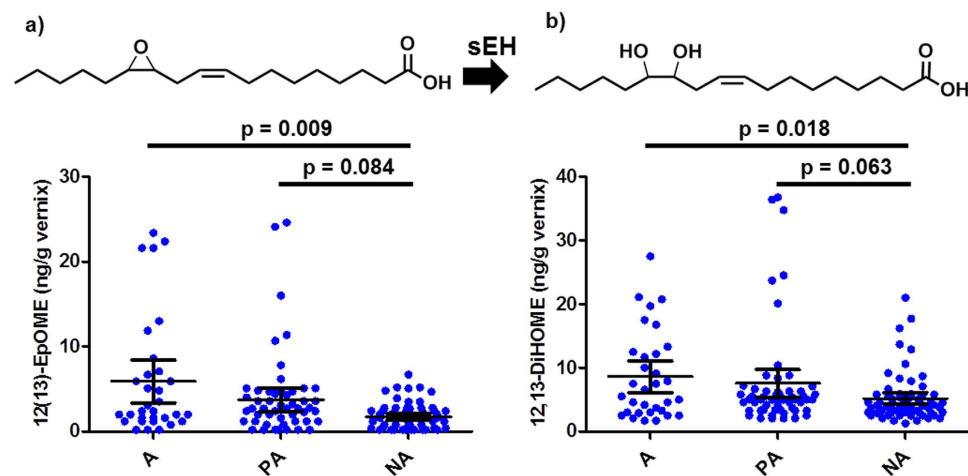 a)
O
O
OH
sEH
b)
HO
OH
O
OH
p = 0.009
p = 0.084
12(13)-EpOME (ng/g vernix)
30
20
10
0
A
PA
NA
p = 0.018
p = 0.063
12,13-DiHOME (ng/g vernix)
40
30
20
10
0
A
PA
NA